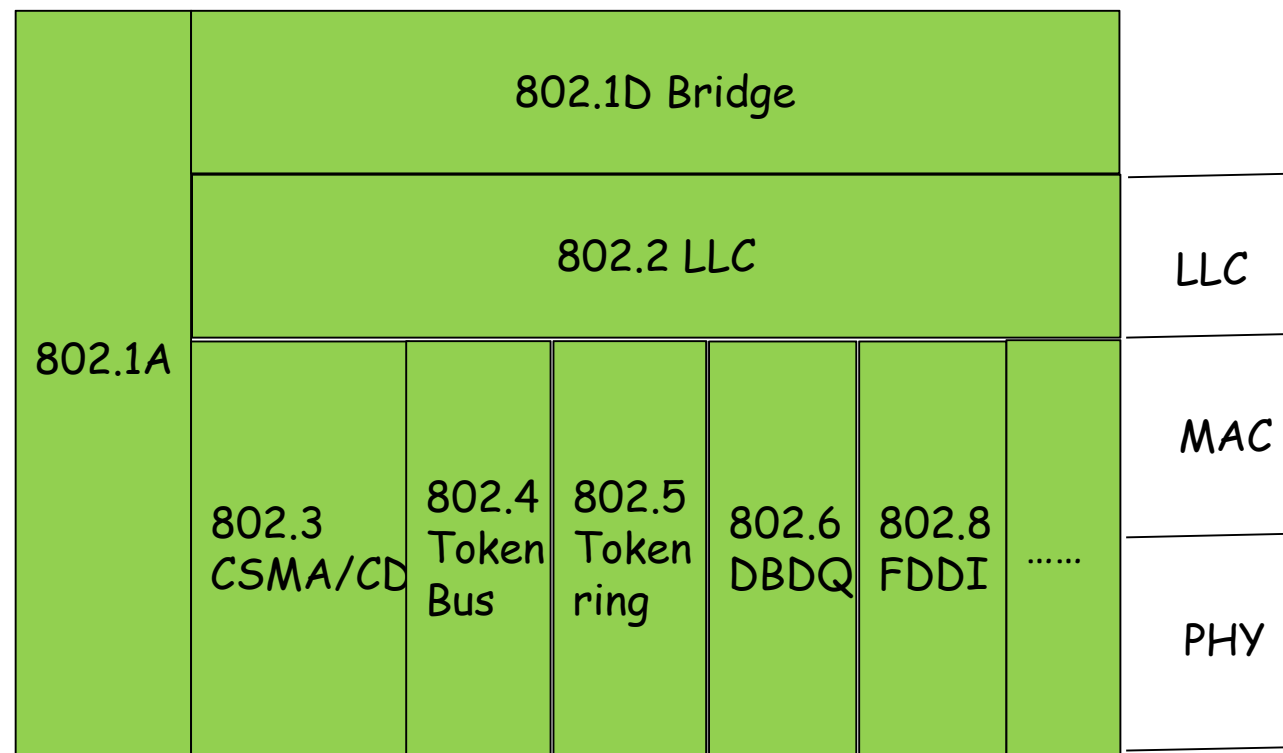 802.1D Bridge
802.2 LLC
LLC
802.1A
MAC
802.3
CSMA/CD
802.4
Token
Bus
802.5
Token
ring
802.6
DBDQ
802.8
FDDI
......
PHY